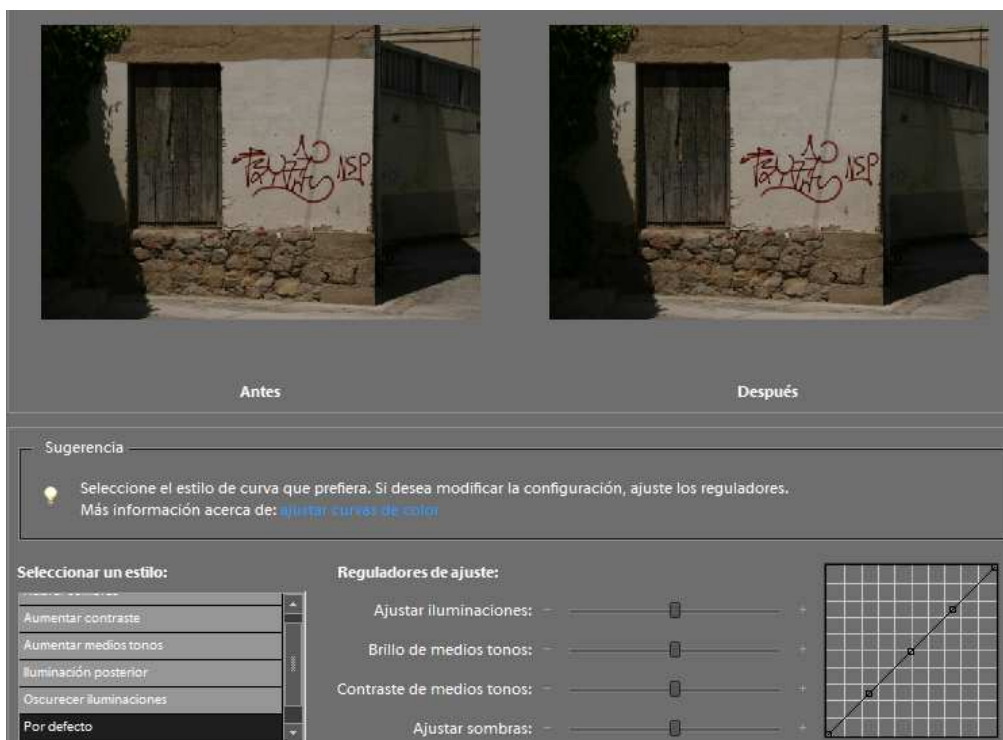 1SP
1SP
Antes
Después
Sugerencia
Seleccione el estilo de curva que prefiera. Si desea modificar la configuración, ajuste los reguladores.
Más información acerca de: ajustar curvas de color
Seleccionar un estilo:
Aumentar contraste
Aumentar medios tonos
Iluminación posterior
Oscurecer iluminaciones
Por defecto
Reguladores de ajuste:
Ajustar iluminaciones: - +
Brillo de medios tonos: - +
Contraste de medios tonos: - +
Ajustar sombras: - +